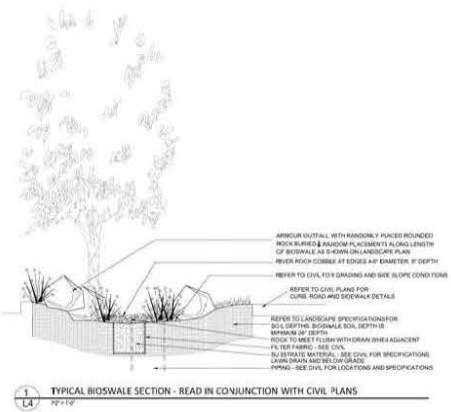 ARMOUR OUTFALL WITH RANDOMLY PLACED ROUNDED
ROCK BURIED & RANDOM PLACEMENTS ALONG LENGTH
OF BIOSWALE AS SHOWN ON LANDSCAPE PLAN
RIVER ROCK COBBLE AT EDGES DIAMETER, DEPTH
REFER TO CIVIL FOR GRADING AND SIDE SLOPE CONDITIONS
REFER TO CIVIL PLANS FOR
CURB, ROAD AND SIDEWALK DETAILS
REFER TO LANDSCAPE SPECIFICATIONS FOR
SOIL DEPTHS. BIOSWALE SOIL DEPTH IS
MINIMUM 24" DEPTH
ROCK TO MEET FLUSH WITH DRAIN WHEN ADJACENT
FILTER FABRIC - SEE CIVIL
SUBSTRATE MATERIAL - SEE CIVIL FOR SPECIFICATIONS
LAWN DRAIN AND BELOW GRADE
PIPING - SEE CIVIL FOR LOCATIONS AND SPECIFICATIONS
1 TYPICAL BIOSWALE SECTION - READ IN CONJUNCTION WITH CIVIL PLANS
L4